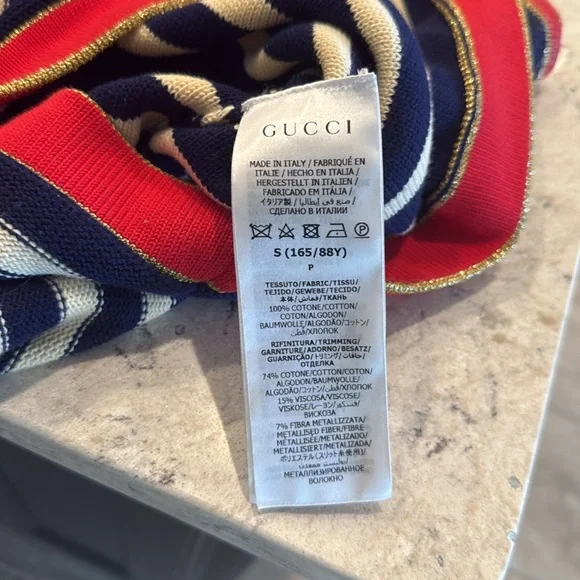 GUCCI
MADE IN ITALY / FABRIQUÉ EN
ITALIE / HECHO EN ITALIA /
HERGESTELLT IN ITALIEN /
FABRICADO EM ITÁLIA /
イタリア製 / صنع في إيطاليا /
СДЕЛАНО В ИТАЛИИ
P
S (165/88Y)
P
TESSUTO/FABRIC/TISSU/
TEJIDO/GEWEBE/TECIDO/
本体/قماش/ТКАНЬ
100% COTONE/COTTON/
COTON/ALGODON/
BAUMWOLLE/ALGODÃO/コットン/
قطن/ХЛОПОК
RIFINITURA/TRIMMING/
GARNITURE/ADORNO/BESATZ/
GUARNIÇÃO/トリミング/حافات/
ОТДЕЛКА
74% COTONE/COTTON/COTON/
ALGODON/BAUMWOLLE/
ALGODÃO/コットン/قطن/ХЛОПОК
15% VISCOSA/VISCOSE/
VISKOSE/レーヨン/فسكوز/
ВИСКОЗА
7% FIBRA METALLIZZATA/
METALLISED FIBER/FIBRE
MÉTALLISÉE/METALIZADO/
METALLISIERT/METALIZADA/
ポリエステル(スリット糸使用)/
МЕТАЛЛИЗИРОВАННОЕ
ВОЛОКНО